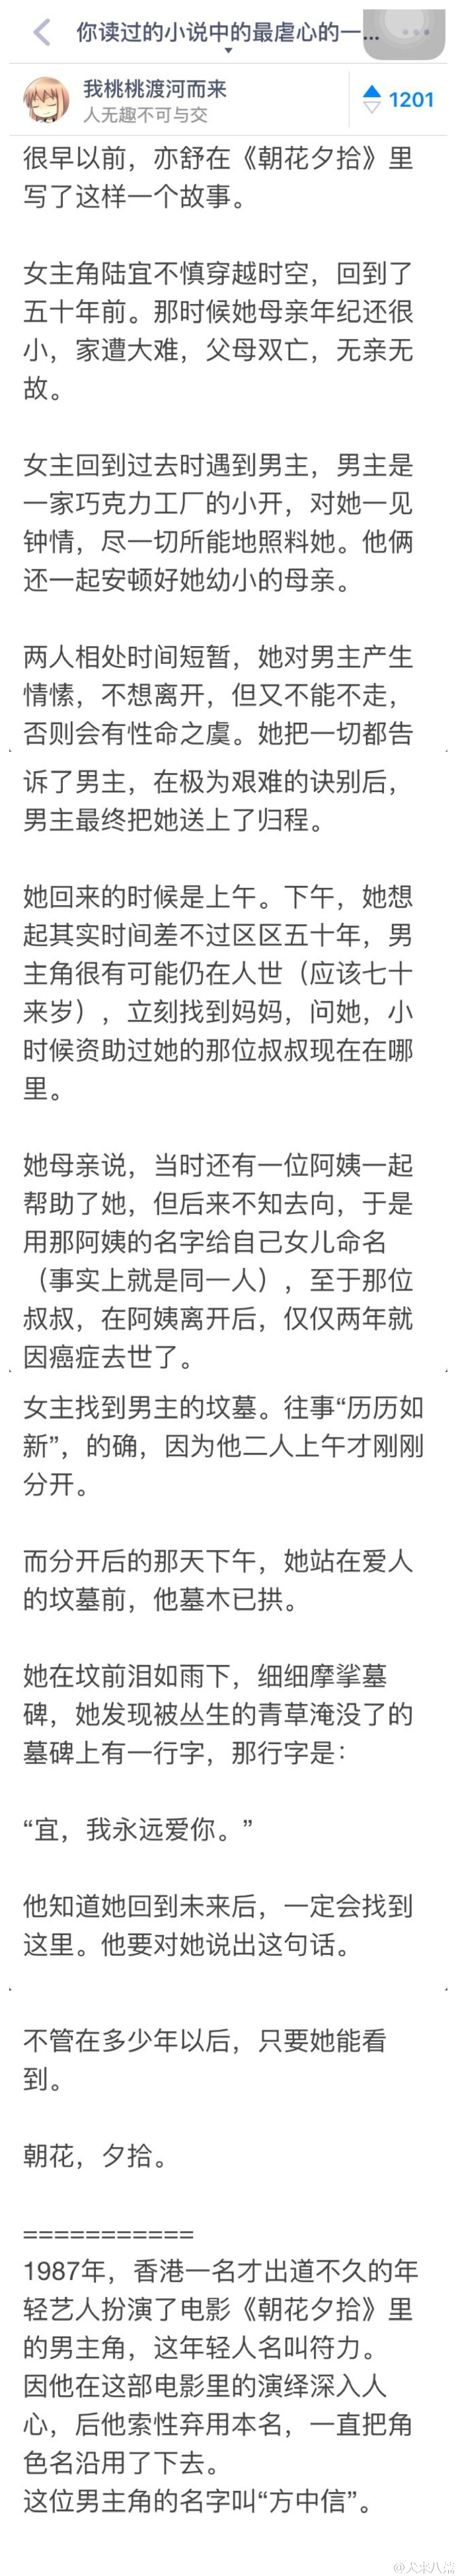 你读过的小说中的最虐心的一...
我桃桃渡河而来
人无趣不可与交
1201
很早以前，亦舒在《朝花夕拾》里
写了这样一个故事。
女主角陆宜不慎穿越时空，回到了
五十年前。那时候她母亲年纪还很
小，家遭大难，父母双亡，无亲无
故。
女主回到过去时遇到男主，男主是
一家巧克力工厂的小开，对她一见
钟情，尽一切所能地照料她。他俩
还一起安顿好她幼小的母亲。
两人相处时间短暂，她对男主产生
情愫，不想离开，但又不能不走，
否则会有性命之虞。她把一切都告
诉了男主，在极为艰难的诀别后，
男主最终把她送上了归程。
她回来的时候是上午。下午，她想
起其实时间差不过区区五十年，男
主角很有可能仍在人世（应该七十
来岁），立刻找到妈妈，问她，小
时候资助过她的那位叔叔现在在哪
里。
她母亲说，当时还有一位阿姨一起
帮助了她，但后来不知去向，于是
用那阿姨的名字给自己女儿命名
（事实上就是同一人），至于那位
叔叔，在阿姨离开后，仅仅两年就
因癌症去世了。
女主找到男主的坟墓。往事“历历如
新”，的确，因为他二人上午才刚刚
分开。
而分开后的那天下午，她站在爱人
的坟墓前，他墓木已拱。
她在坟前泪如雨下，细细摩挲墓
碑，她发现被丛生的青草淹没了的
墓碑上有一行字，那行字是：
“宜，我永远爱你。”
他知道她回到未来后，一定会找到
这里。他要对她说出这句话。
不管在多少年以后，只要她能看
到。
朝花，夕拾。
===========
1987年，香港一名才出道不久的年
轻艺人扮演了电影《朝花夕拾》里
的男主角，这年轻人名叫符力。
因他在这部电影里的演绎深入人
心，后他索性弃用本名，一直把角
色名沿用了下去。
这位男主角的名字叫“方中信”。